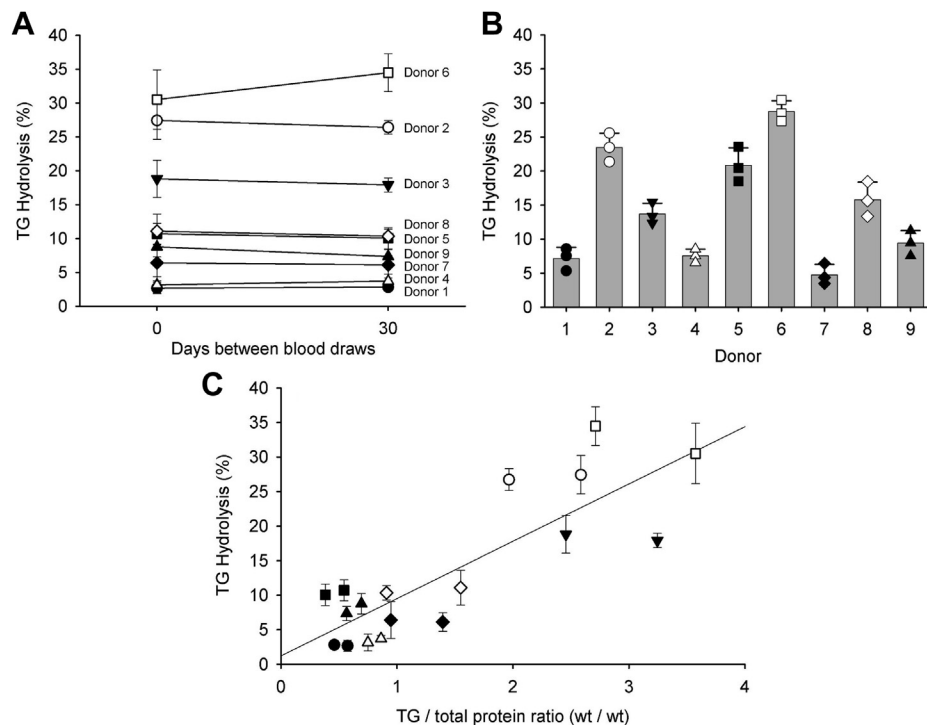 A
TG Hydrolysis (%)
40
35
30
25
20
15
10
5
0
Donor 6
Donor 2
Donor 3
Donor 8
Donor 5
Donor 9
Donor 7
Donor 4
Donor 1
0 30
Days between blood draws
B
TG Hydrolysis (%)
40
35
30
25
20
15
10
5
0
1 2 3 4 5 6 7 8 9
Donor
C
TG Hydrolysis (%)
40
35
30
25
20
15
10
5
0
0 1 2 3 4
TG / total protein ratio (wt / wt)